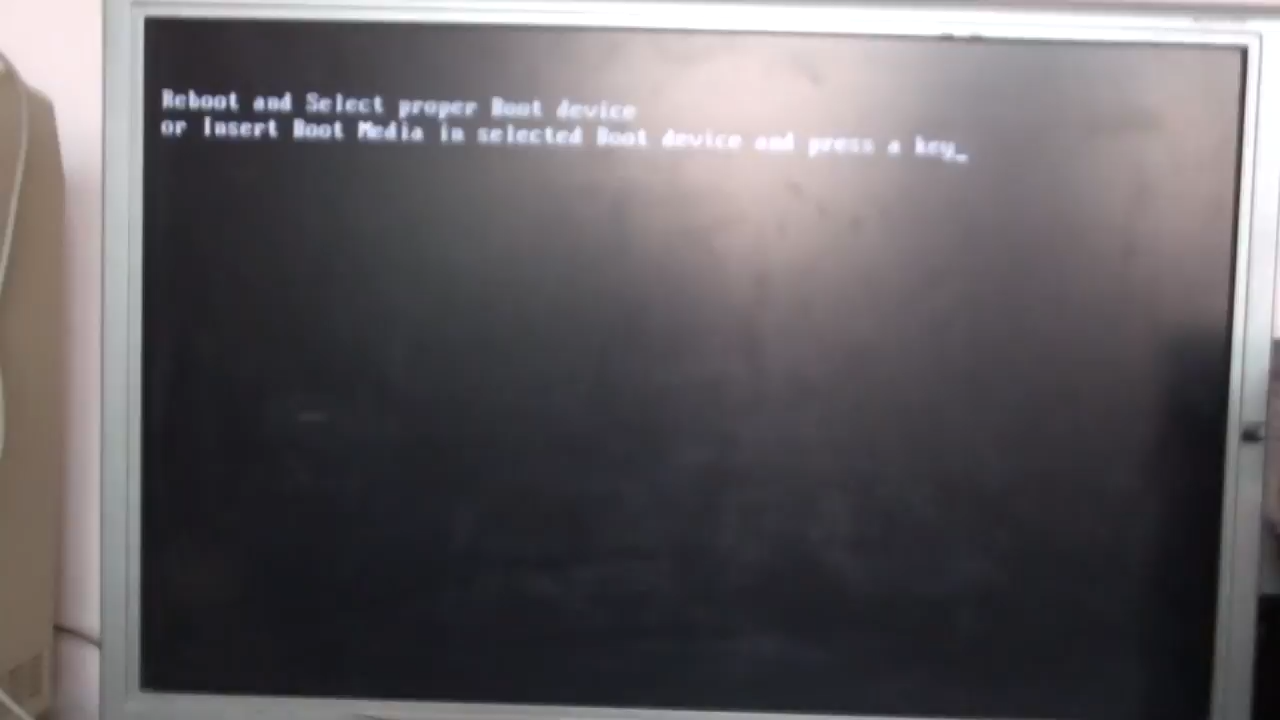 Reboot and Select proper Boot device
or Insert Boot Media in selected Boot device and press a key_